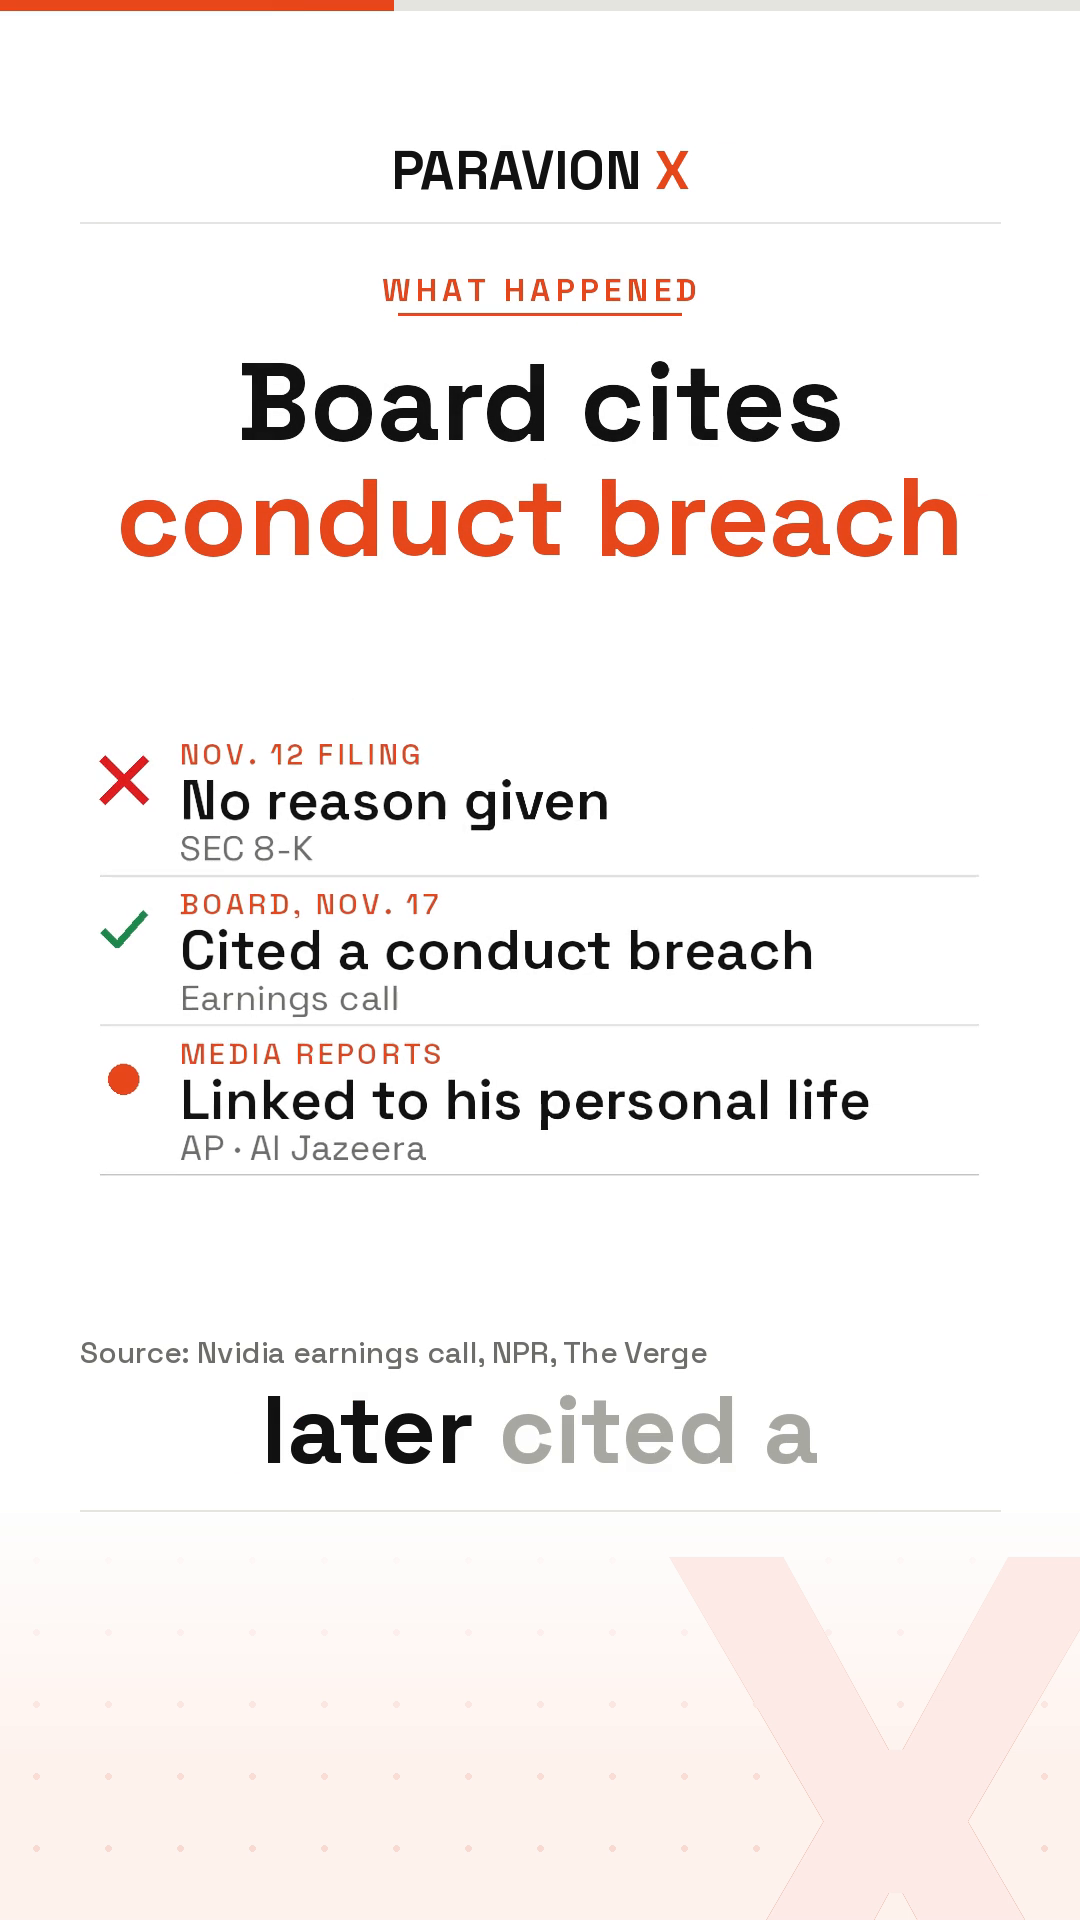 PARAVION X
WHAT HAPPENED
Board cites
conduct breach
NOV. 12 FILING
No reason given
SEC 8-K
BOARD, NOV. 17
Cited a conduct breach
Earnings call
MEDIA REPORTS
Linked to his personal life
AP · Al Jazeera
Source: Nvidia earnings call, NPR, The Verge
later cited a
X